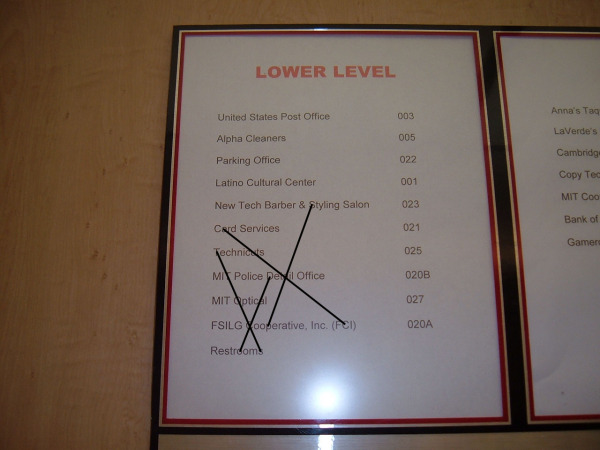 LOWER LEVEL
United States Post Office 003
Alpha Cleaners 005
Parking Office 022
Latino Cultural Center 001
New Tech Barber & Styling Salon 023
Card Services 021
Technicuts 025
MIT Police Detail Office 020B
MIT Optical 027
FSILG Cooperative, Inc. (FCI) 020A
Restrooms
Anna's Taq
LaVerde's
Cambridge
Copy Tec
MIT Coo
Bank of
Gamer